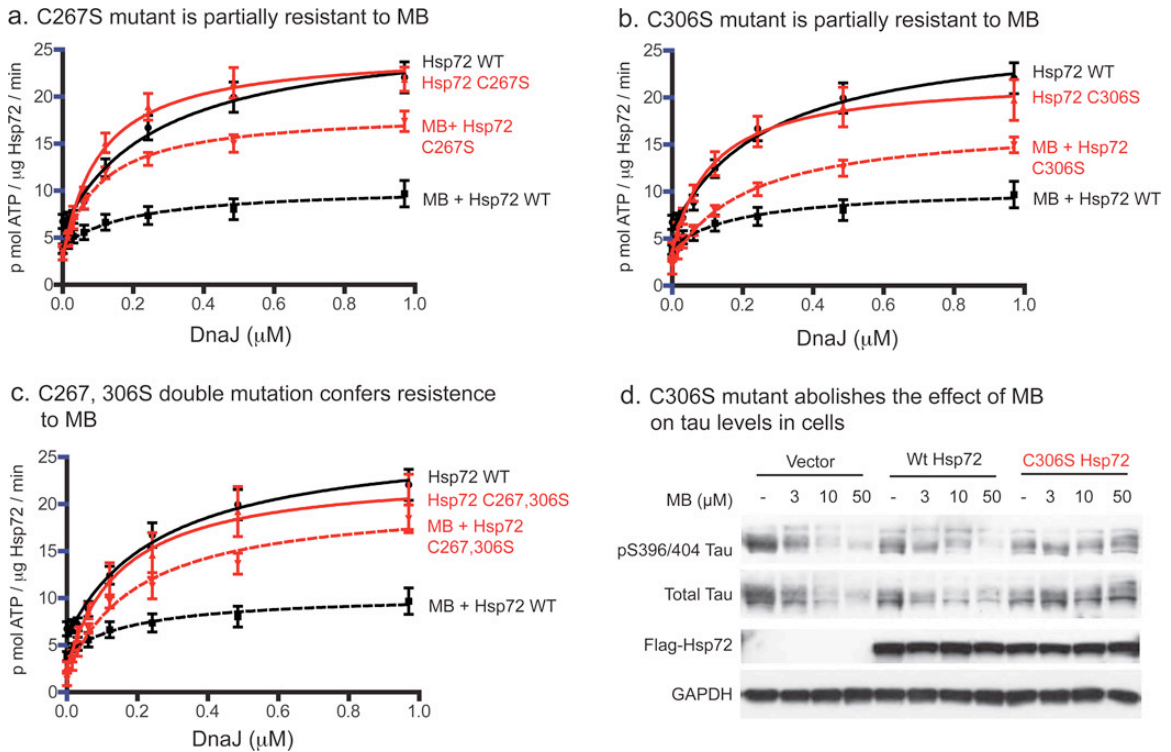 a. C267S mutant is partially resistant to MB
p mol ATP / μg Hsp72 / min
25
20
15
10
5
0
0.0 0.2 0.4 0.6 0.8 1.0
DnaJ (μM)
Hsp72 WT
Hsp72 C267S
MB+ Hsp72
C267S
MB + Hsp72 WT
b. C306S mutant is partially resistant to MB
p mol ATP / μg Hsp72 / min
25
20
15
10
5
0
0.0 0.2 0.4 0.6 0.8 1.0
DnaJ (μM)
Hsp72 WT
Hsp72 C306S
MB + Hsp72
C306S
MB + Hsp72 WT
c. C267, 306S double mutation confers resistence
to MB
p mol ATP / μg Hsp72 / min
25
20
15
10
5
0
0.0 0.2 0.4 0.6 0.8 1.0
DnaJ (μM)
Hsp72 WT
Hsp72 C267,306S
MB + Hsp72
C267,306S
MB + Hsp72 WT
d. C306S mutant abolishes the effect of MB
on tau levels in cells
Vector Wt Hsp72 C306S Hsp72
MB (μM) - 3 10 50 - 3 10 50 - 3 10 50
pS396/404 Tau
Total Tau
Flag-Hsp72
GAPDH